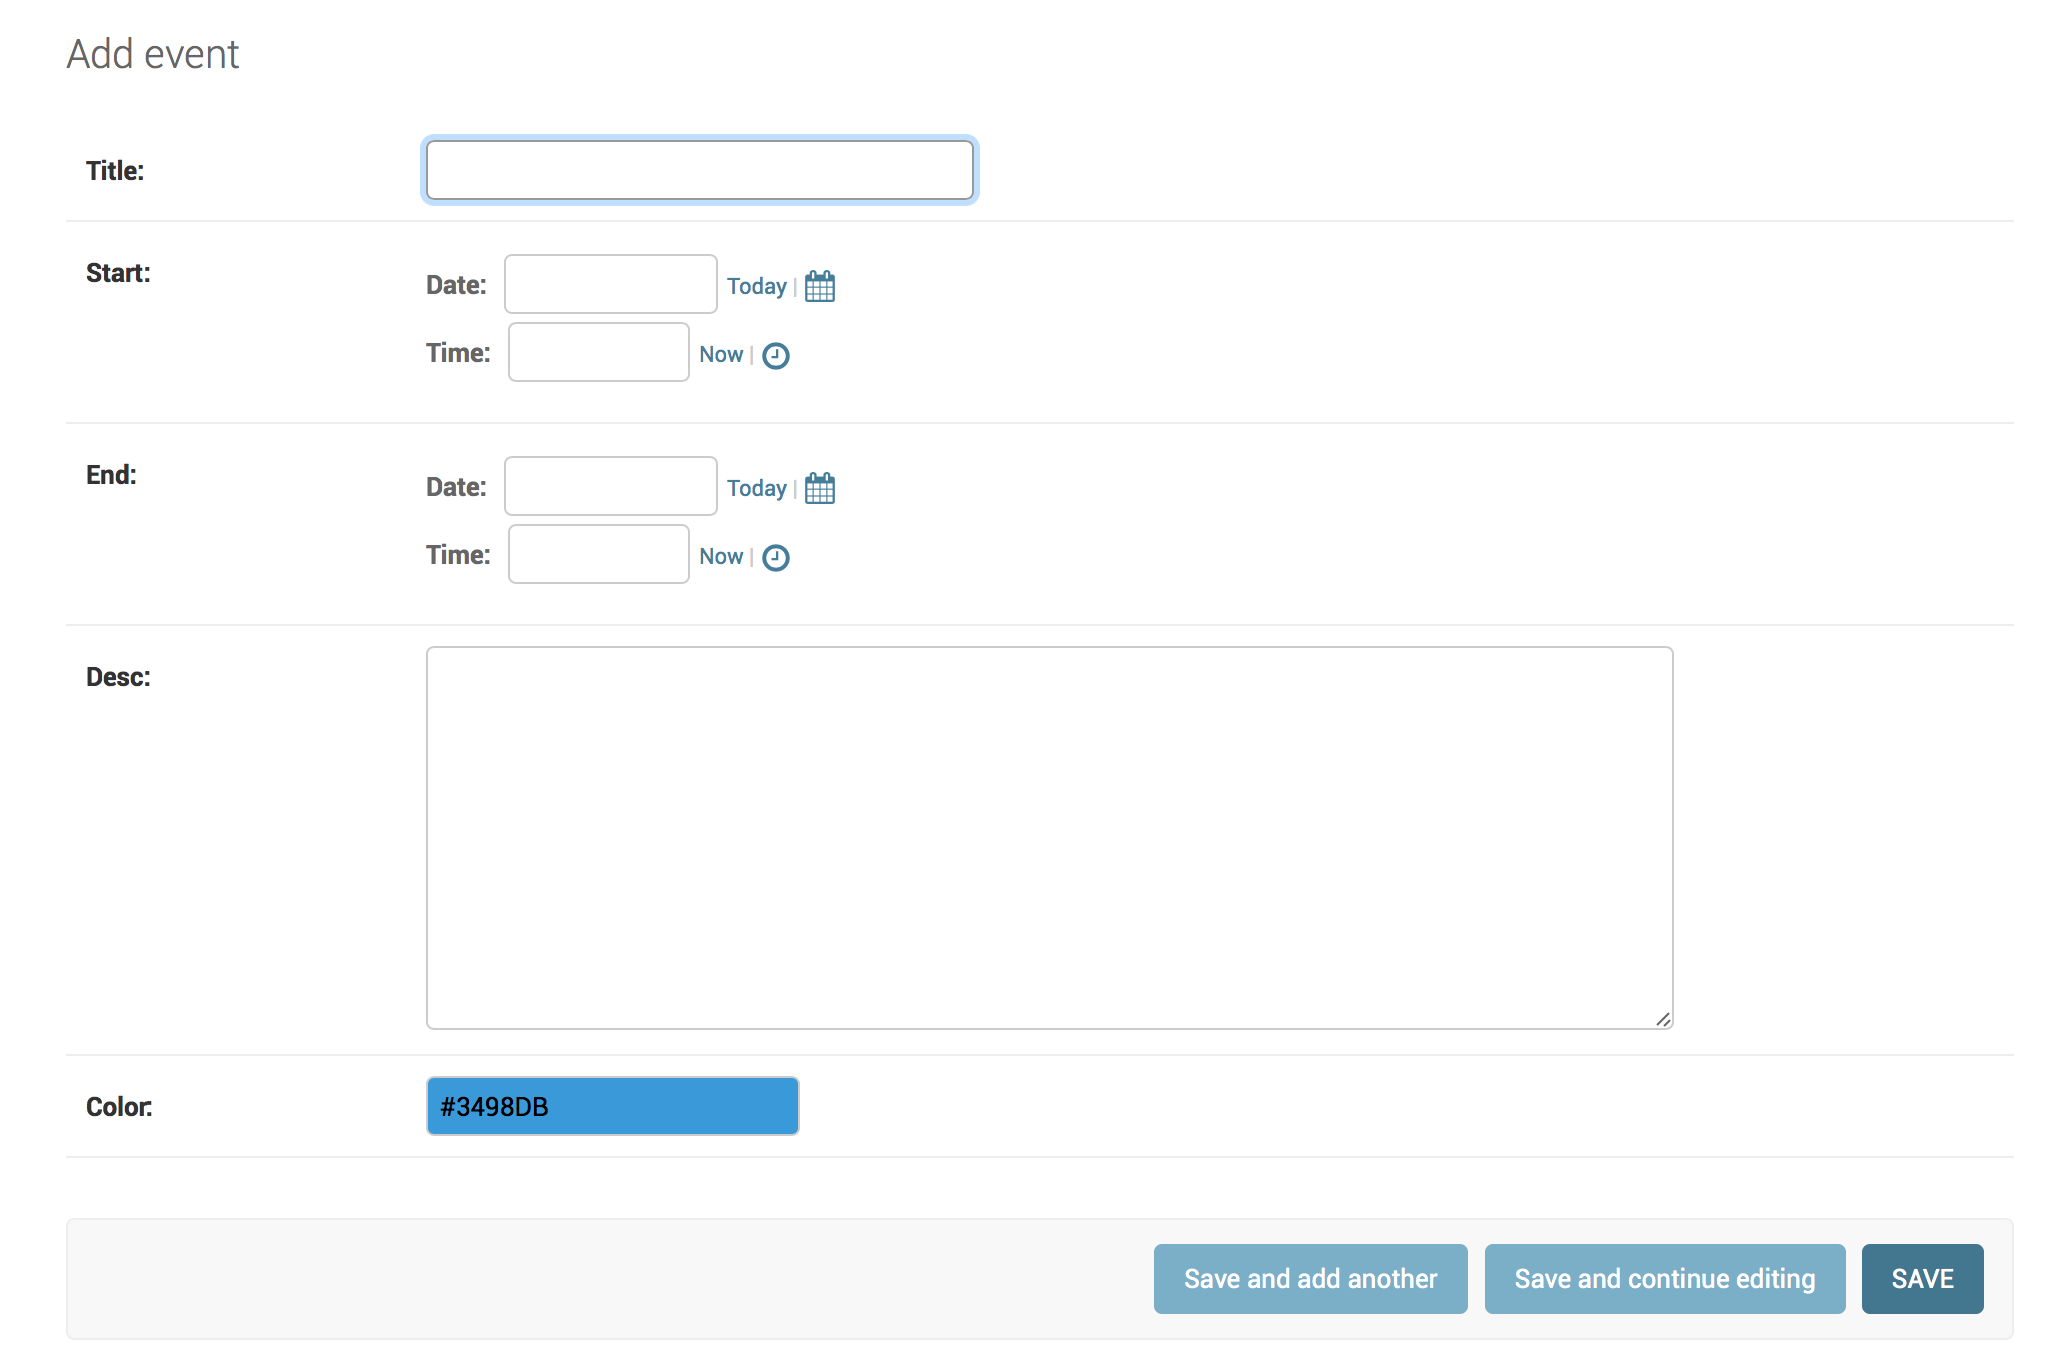 Add event
Title:
Start:
Date: Today |
Time: Now |
End:
Date: Today |
Time: Now |
Desc:
Color: #3498DB
Save and add another Save and continue editing SAVE